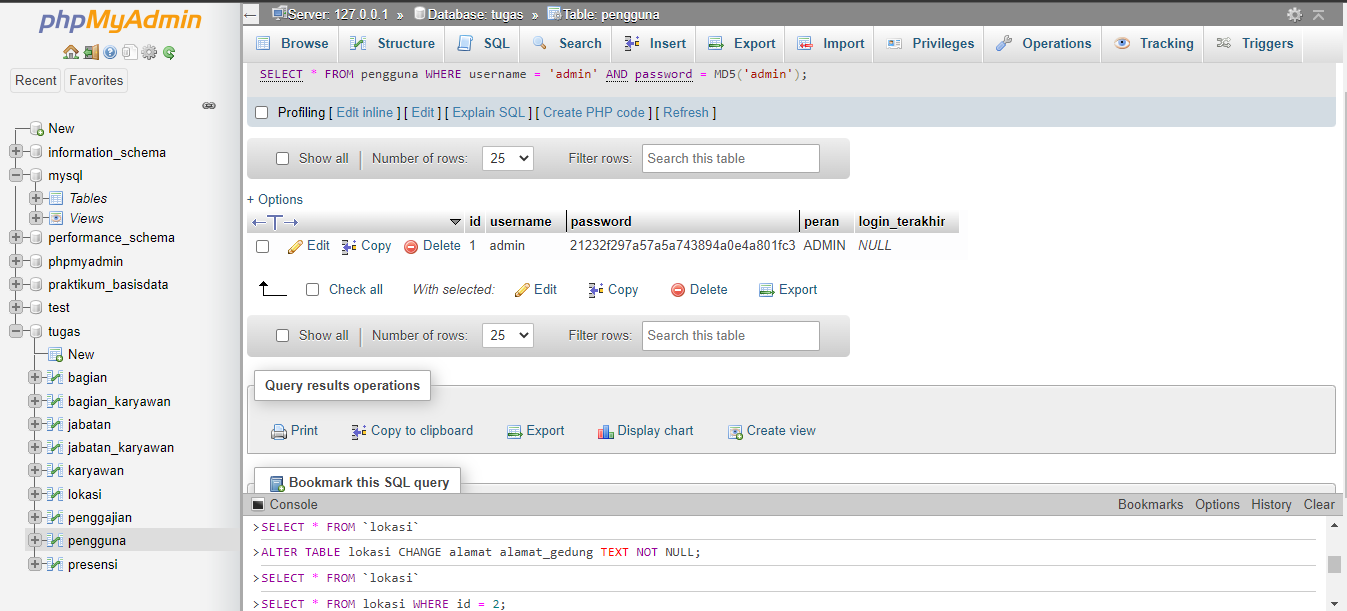 phpMyAdmin
Recent Favorites
New
information_schema
mysql
Tables
Views
performance_schema
phpmyadmin
praktikum_basisdata
test
tugas
New
bagian
bagian_karyawan
jabatan
jabatan_karyawan
karyawan
lokasi
penggajian
pengguna
presensi
Server: 127.0.0.1 » Database: tugas » Table: pengguna
Browse Structure SQL Search Insert Export Import Privileges Operations Tracking Triggers
SELECT * FROM pengguna WHERE username = 'admin' AND password = MD5('admin');
Profiling [ Edit inline ] [ Edit ] [ Explain SQL ] [ Create PHP code ] [ Refresh ]
Show all Number of rows: 25 Filter rows: Search this table
+ Options
←T→ id username password peran login_terakhir
Edit Copy Delete 1 admin 21232f297a57a5a743894a0e4a801fc3 ADMIN NULL
Check all With selected: Edit Copy Delete Export
Show all Number of rows: 25 Filter rows: Search this table
Query results operations
Print Copy to clipboard Export Display chart Create view
Bookmark this SQL query
Console Bookmarks Options History Clear
>SELECT * FROM `lokasi`
>ALTER TABLE lokasi CHANGE alamat alamat_gedung TEXT NOT NULL;
>SELECT * FROM `lokasi`
>SELECT * FROM lokasi WHERE id = 2;